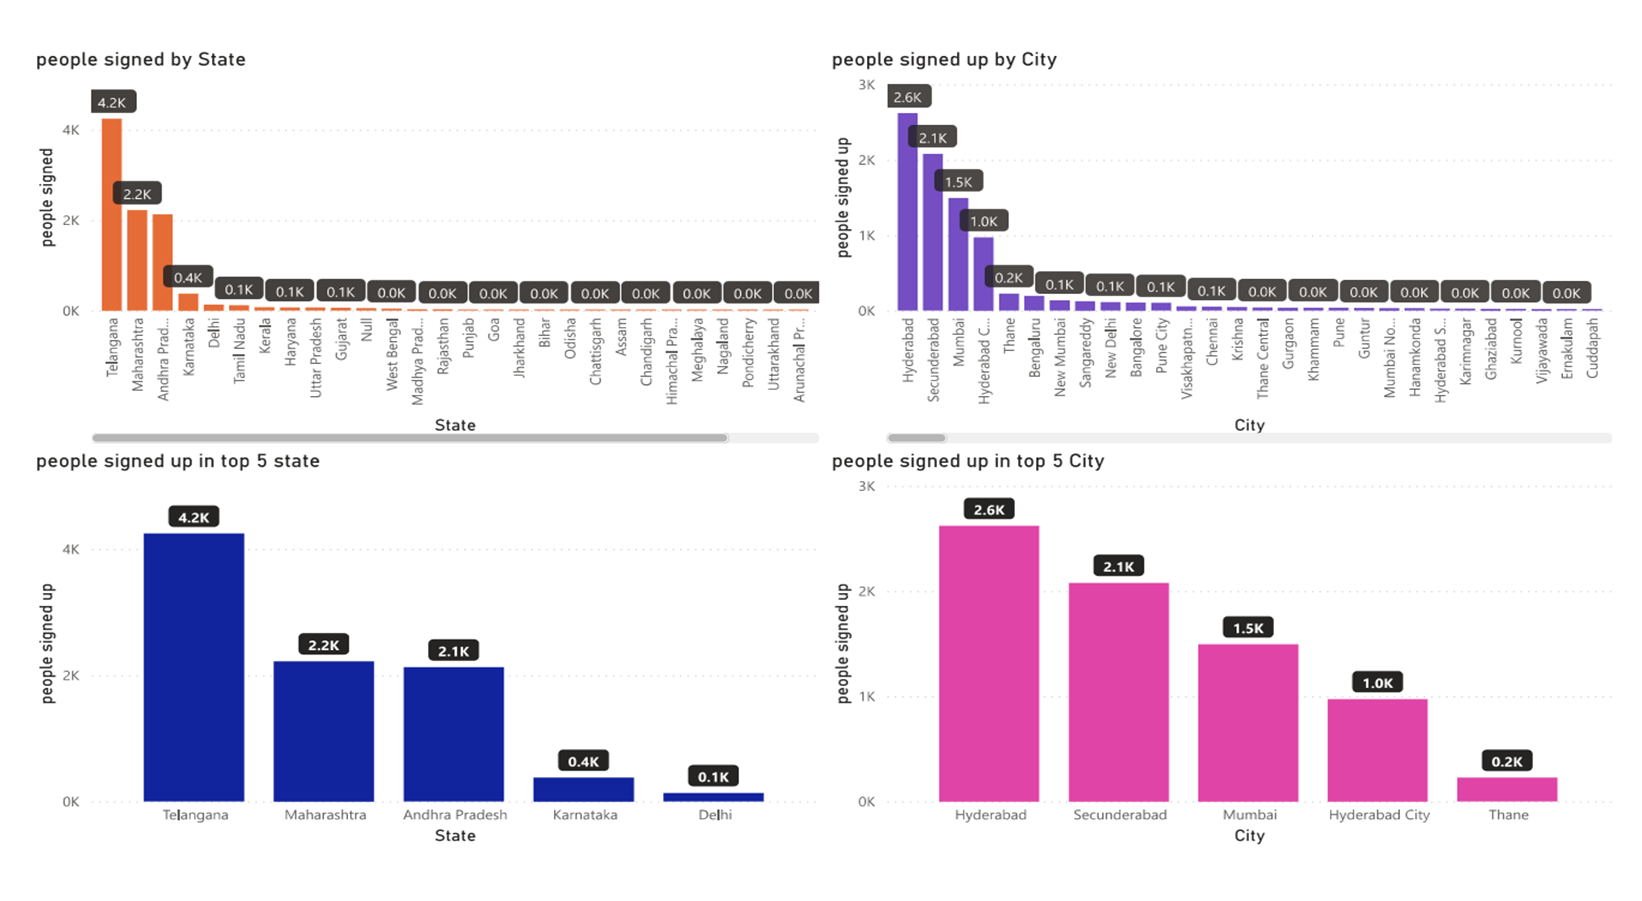 people signed by State
people signed
4K
2K
0K
4.2K
2.2K
0.4K
0.1K
0.1K
0.1K
0.0K
0.0K
0.0K
0.0K
0.0K
0.0K
0.0K
0.0K
0.0K
Telangana
Maharashtra
Andhra Prad...
Karnataka
Delhi
Tamil Nadu
Kerala
Haryana
Uttar Pradesh
Gujarat
Null
West Bengal
Madhya Prad...
Rajasthan
Punjab
Goa
Jharkhand
Bihar
Odisha
Chattisgarh
Assam
Chandigarh
Himachal Pra...
Meghalaya
Nagaland
Pondicherry
Uttarakhand
Arunachal Pr...
State
people signed up by City
people signed up
3K
2K
1K
0K
2.6K
2.1K
1.5K
1.0K
0.2K
0.1K
0.1K
0.1K
0.1K
0.0K
0.0K
0.0K
0.0K
0.0K
0.0K
0.0K
Hyderabad
Secunderabad
Mumbai
Hyderabad C...
Thane
Bengaluru
New Mumbai
Sangareddy
New Delhi
Bangalore
Pune City
Visakhapatn...
Chennai
Krishna
Thane Central
Gurgaon
Khammam
Pune
Guntur
Mumbai No...
Hanamkonda
Hyderabad S...
Karimnagar
Ghaziabad
Kurnool
Vijayawada
Ernakulam
Cuddapah
City
people signed up in top 5 state
people signed up
4K
2K
0K
4.2K
2.2K
2.1K
0.4K
0.1K
Telangana
Maharashtra
Andhra Pradesh
Karnataka
Delhi
State
people signed up in top 5 City
people signed up
3K
2K
1K
0K
2.6K
2.1K
1.5K
1.0K
0.2K
Hyderabad
Secunderabad
Mumbai
Hyderabad City
Thane
City